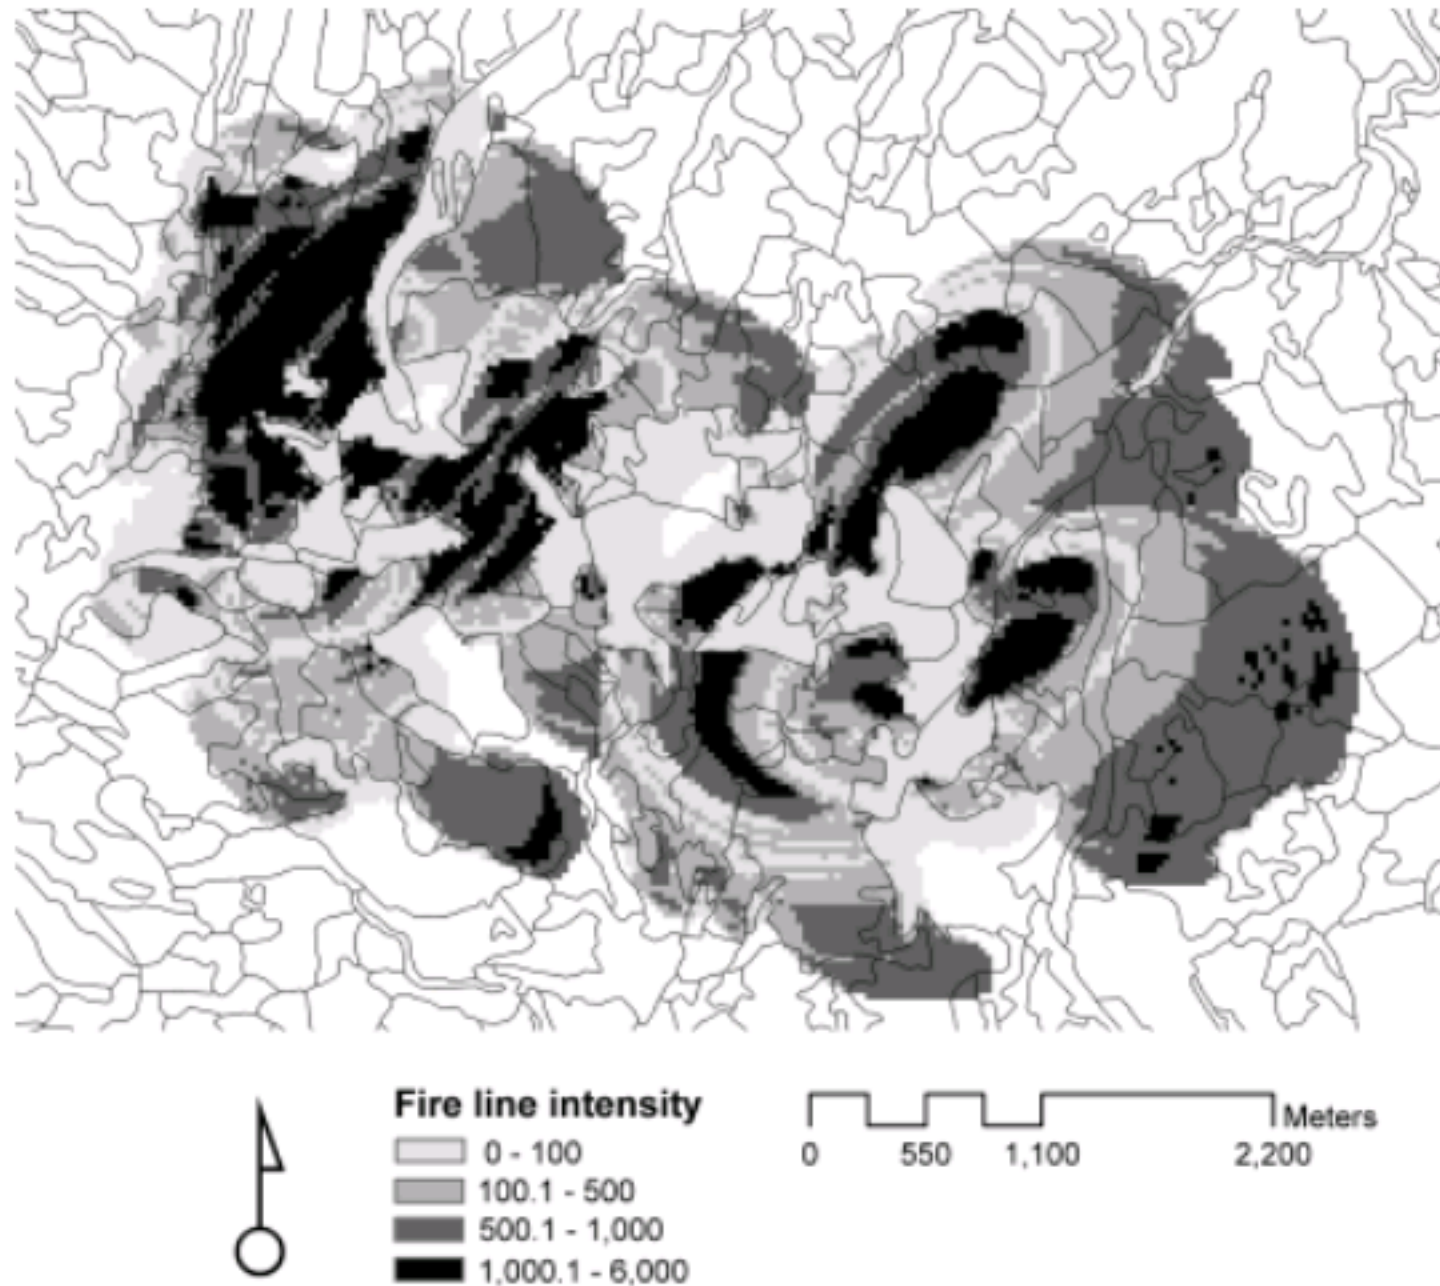 Fire line intensity
0 - 100
100.1 - 500
500.1 - 1,000
1,000.1 - 6,000
Meters
0 550 1,100 2,200